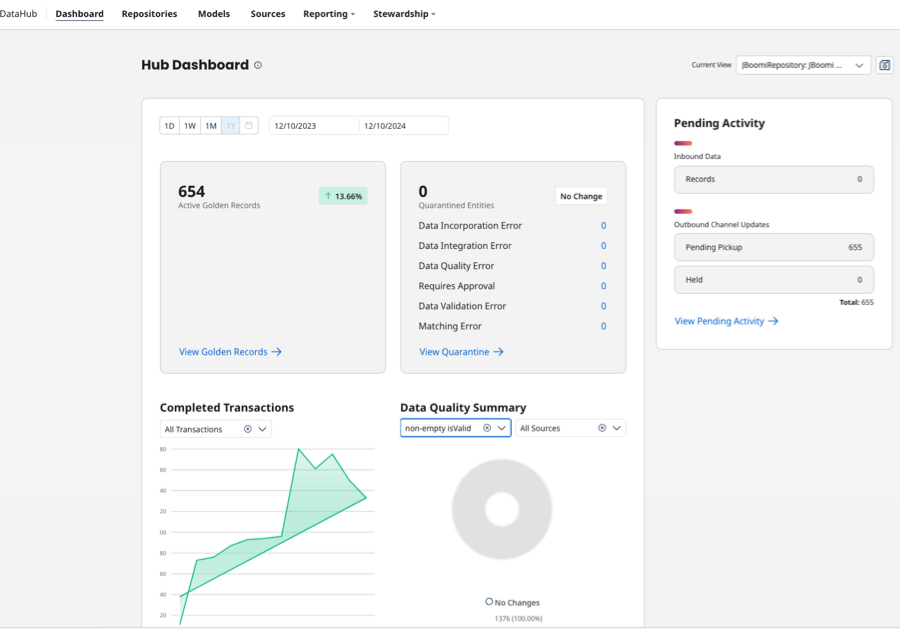 DataHub Dashboard Repositories Models Sources Reporting Stewardship
Hub Dashboard
Current View JBoomiRepository: JBoomi ...
1D 1W 1M 1Y 12/10/2023 12/10/2024
654
Active Golden Records
↑ 13.66%
View Golden Records →
0
Quarantined Entities
No Change
Data Incorporation Error 0
Data Integration Error 0
Data Quality Error 0
Requires Approval 0
Data Validation Error 0
Matching Error 0
View Quarantine →
Pending Activity
Inbound Data
Records 0
Outbound Channel Updates
Pending Pickup 655
Held 0
Total: 655
View Pending Activity →
Completed Transactions
All Transactions
80
60
40
20
00
80
60
40
20
Data Quality Summary
non-empty isValid All Sources
No Changes
1376 (100.00%)